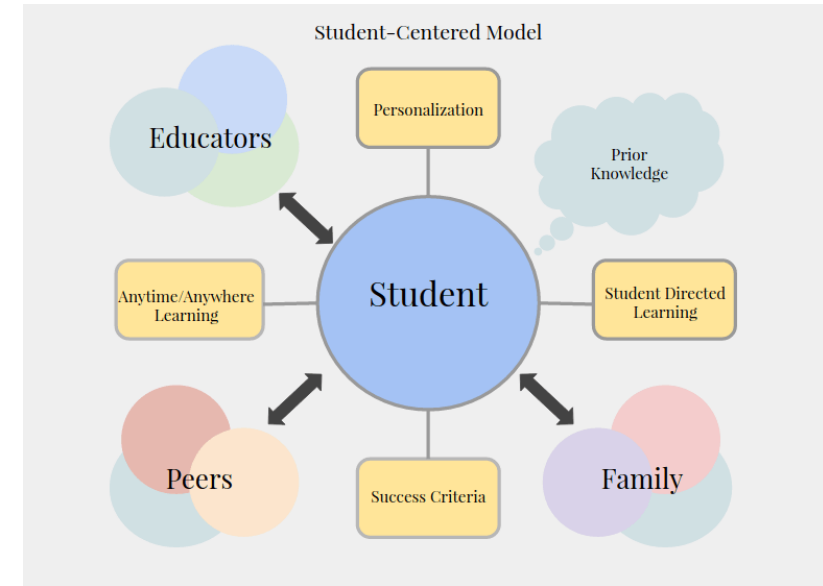 Student-Centered Model
Personalization
Educators
Prior
Knowledge
Student
Anytime/Anywhere
Learning
Student Directed
Learning
Peers
Success Criteria
Family